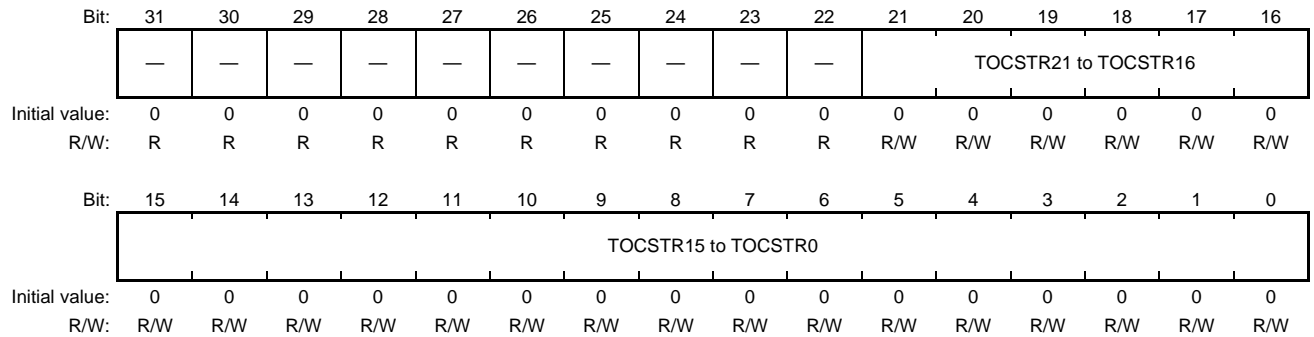 Bit: 31 30 29 28 27 26 25 24 23 22 21 20 19 18 17 16
— — — — — — — — — — TOCSTR21 to TOCSTR16
Initial value: 0 0 0 0 0 0 0 0 0 0 0 0 0 0 0 0
R/W: R R R R R R R R R R R/W R/W R/W R/W R/W R/W
Bit: 15 14 13 12 11 10 9 8 7 6 5 4 3 2 1 0
TOCSTR15 to TOCSTR0
Initial value: 0 0 0 0 0 0 0 0 0 0 0 0 0 0 0 0
R/W: R/W R/W R/W R/W R/W R/W R/W R/W R/W R/W R/W R/W R/W R/W R/W R/W